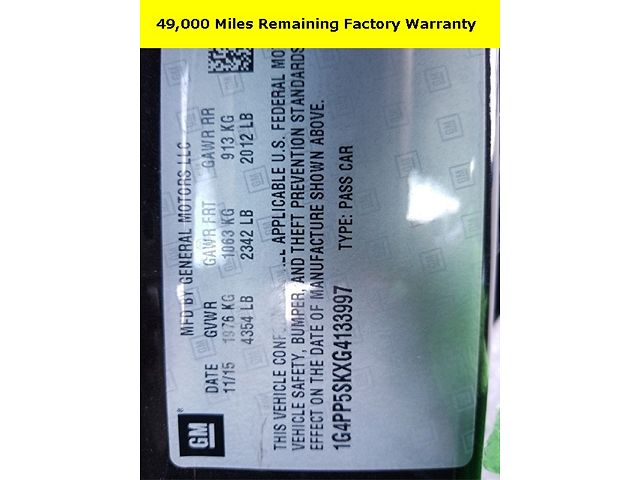 49,000 Miles Remaining Factory Warranty
MFD BY GENERAL MOTORS LLC
DATE GVWR GAWR FRT GAWR RR
11/15 1976 KG 1063 KG 913 KG
4354 LB 2342 LB 2012 LB
THIS VEHICLE APPLICABLE U.S. FEDERAL
VEHICLE SAFETY, BUMPER, AND THEFT PREVENTION STANDARDS
EFFECT ON THE DATE OF MANUFACTURE SHOWN ABOVE.
1G4PP5SKXG4133997 TYPE: PASS CAR
GM